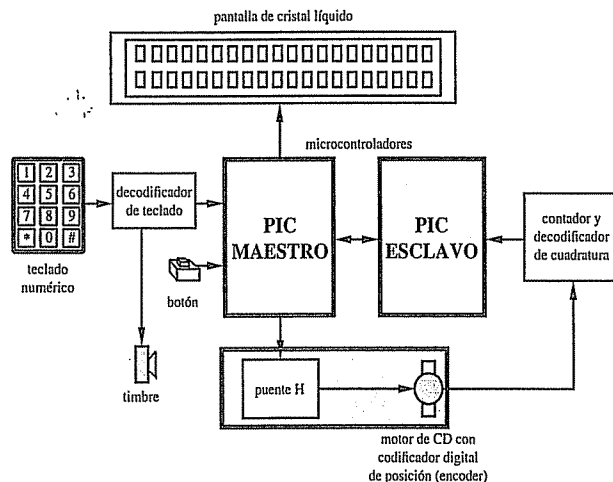 pantalla de cristal líquido
microcontroladores
1 2 3
4 5 6
7 8 9
* 0 #
teclado
numérico
decodificador
de teclado
PIC
MAESTRO
PIC
ESCLAVO
contador y
decodificador
de cuadratura
botón
timbre
puente H
motor de CD con
codificador digital
de posición (encoder)